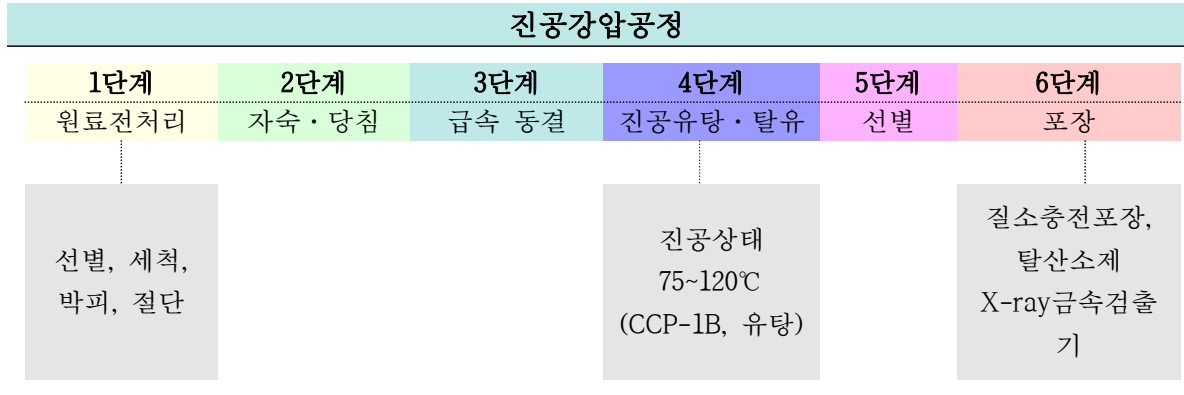 진공강압공정
1단계 2단계 3단계 4단계 5단계 6단계
원료전처리 자숙·당침 급속 동결 진공유탕·탈유 선별 포장
선별, 세척,
박피, 절단
진공상태
75~120℃
(CCP-1B, 유탕)
질소충전포장,
탈산소제
X-ray금속검출
기